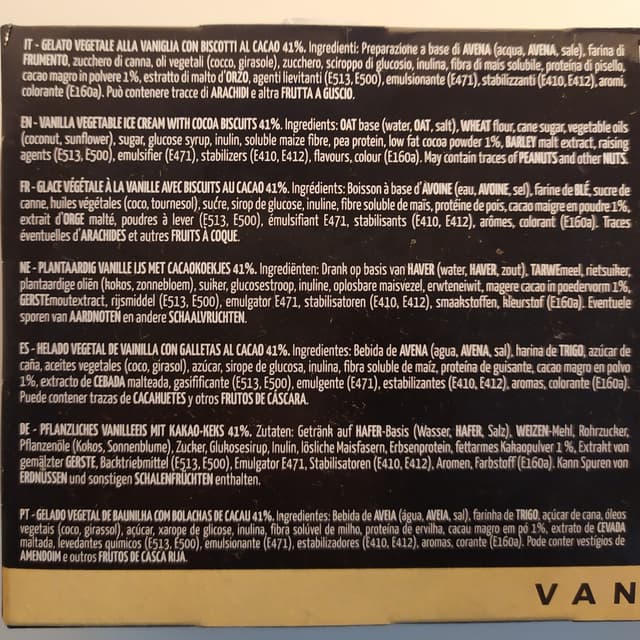 IT - GELATO VEGETALE ALLA VANIGLIA CON BISCOTTI AL CACAO 41%. Ingredienti: Preparazione a base di AVENA (acqua, AVENA, sale), farina di
FRUMENTO, zucchero di canna, oli vegetali (cocco, girasole), zucchero, sciroppo di glucosio, inulina, fibra di mais solubile, proteina di pisello,
cacao magro in polvere 1%, estratto di malto d'ORZO, agenti lievitanti (E513, E500), emulsionante (E471), stabilizzanti (E410, E412), aromi,
colorante (E160a). Può contenere tracce di ARACHIDI e altra FRUTTA A GUSCIO.
EN - VANILLA VEGETABLE ICE CREAM WITH COCOA BISCUITS 41%. Ingredients: OAT base (water, OAT, salt), WHEAT flour, cane sugar, vegetable oils
(coconut, sunflower), sugar, glucose syrup, inulin, soluble maize fibre, pea protein, low fat cocoa powder 1%, BARLEY malt extract, raising
agents (E513, E500), emulsifier (E471), stabilizers (E410, E412), flavours, colour (E160a). May contain traces of PEANUTS and other NUTS.
FR - GLACE VÉGÉTALE À LA VANILLE AVEC BISCUITS AU CACAO 41%. Ingrédients: Boisson à base d'AVOINE (eau, AVOINE, sel), farine de BLÉ, sucre de
canne, huiles végétales (coco, tournesol), sucre, sirop de glucose, inuline, fibre soluble de maïs, protéine de pois, cacao maigre en poudre 1%,
extrait d'ORGE malté, poudres à lever (E513, E500), émulsifiant E471, stabilisants (E410, E412), arômes, colorant (E160a). Traces
éventuelles d'ARACHIDES et autres FRUITS À COQUE.
NE - PLANTAARDIG VANILLE IJS MET CACAOKOEKJES 41%. Ingrediënten: Drank op basis van HAVER (water, HAVER, zout), TARWEmeel, rietsuiker,
plantaardige oliën (kokos, zonnebloem), suiker, glucosestroop, inuline, oplosbare maisvezel, erwteneiwit, magere cacao in poedervorm 1%,
GERSTEmoutextract, rijsmiddel (E513, E500), emulgator E471, stabilisatoren (E410, E412), smaakstoffen, kleurstof (E160a). Eventuele
sporen van AARDNOTEN en andere SCHAALVRUCHTEN.
ES - HELADO VEGETAL DE VAINILLA CON GALLETAS AL CACAO 41%. Ingredientes: Bebida de AVENA (agua, AVENA, sal), harina de TRIGO, azúcar de
caña, aceites vegetales (coco, girasol), azúcar, sirope de glucosa, inulina, fibra soluble de maíz, proteína de guisante, cacao magro en polvo
1%, extracto de CEBADA malteada, gasifificante (E513, E500), emulgente (E471), estabilizantes (E410, E412), aromas, colorante (E160a).
Puede contener trazas de CACAHUETES y otros FRUTOS DE CÁSCARA.
DE - PFLANZLICHES VANILLEEIS MIT KAKAO-KEKS 41%. Zutaten: Getränk auf HAFER-Basis (Wasser, HAFER, Salz), WEIZEN-Mehl, Rohrzucker,
Pflanzenöle (Kokos, Sonnenblume), Zucker, Glukosesirup, Inulin, lösliche Maisfasern, Erbsenprotein, fettarmes Kakaopulver 1 %, Extrakt von
gemälzter GERSTE, Backtriebmittel (E513, E500), Emulgator E471, Stabilisatoren (E410, E412), Aromen, Farbstoff (E160a). Kann Spuren von
ERDNÜSSEN und sonstigen SCHALENFRÜCHTEN enthalten.
PT - GELADO VEGETAL DE BAUNILHA COM BOLACHAS DE CACAU 41%. Ingredientes: Bebida de AVEIA (água, AVEIA, sal), farinha de TRIGO, açúcar de cana, óleos
vegetais (coco, girassol), açúcar, xarope de glicose, inulina, fibra solúvel de milho, proteína de ervilha, cacau magro em pó 1%, extrato de CEVADA
maltada, levedantes químicos (E513, E500), emulsionante (E471), estabilizadores (E410, E412), aromas, corante (E160a). Pode conter vestígios de
AMENDOIM e outros FRUTOS DE CASCA RIJA.
VAN